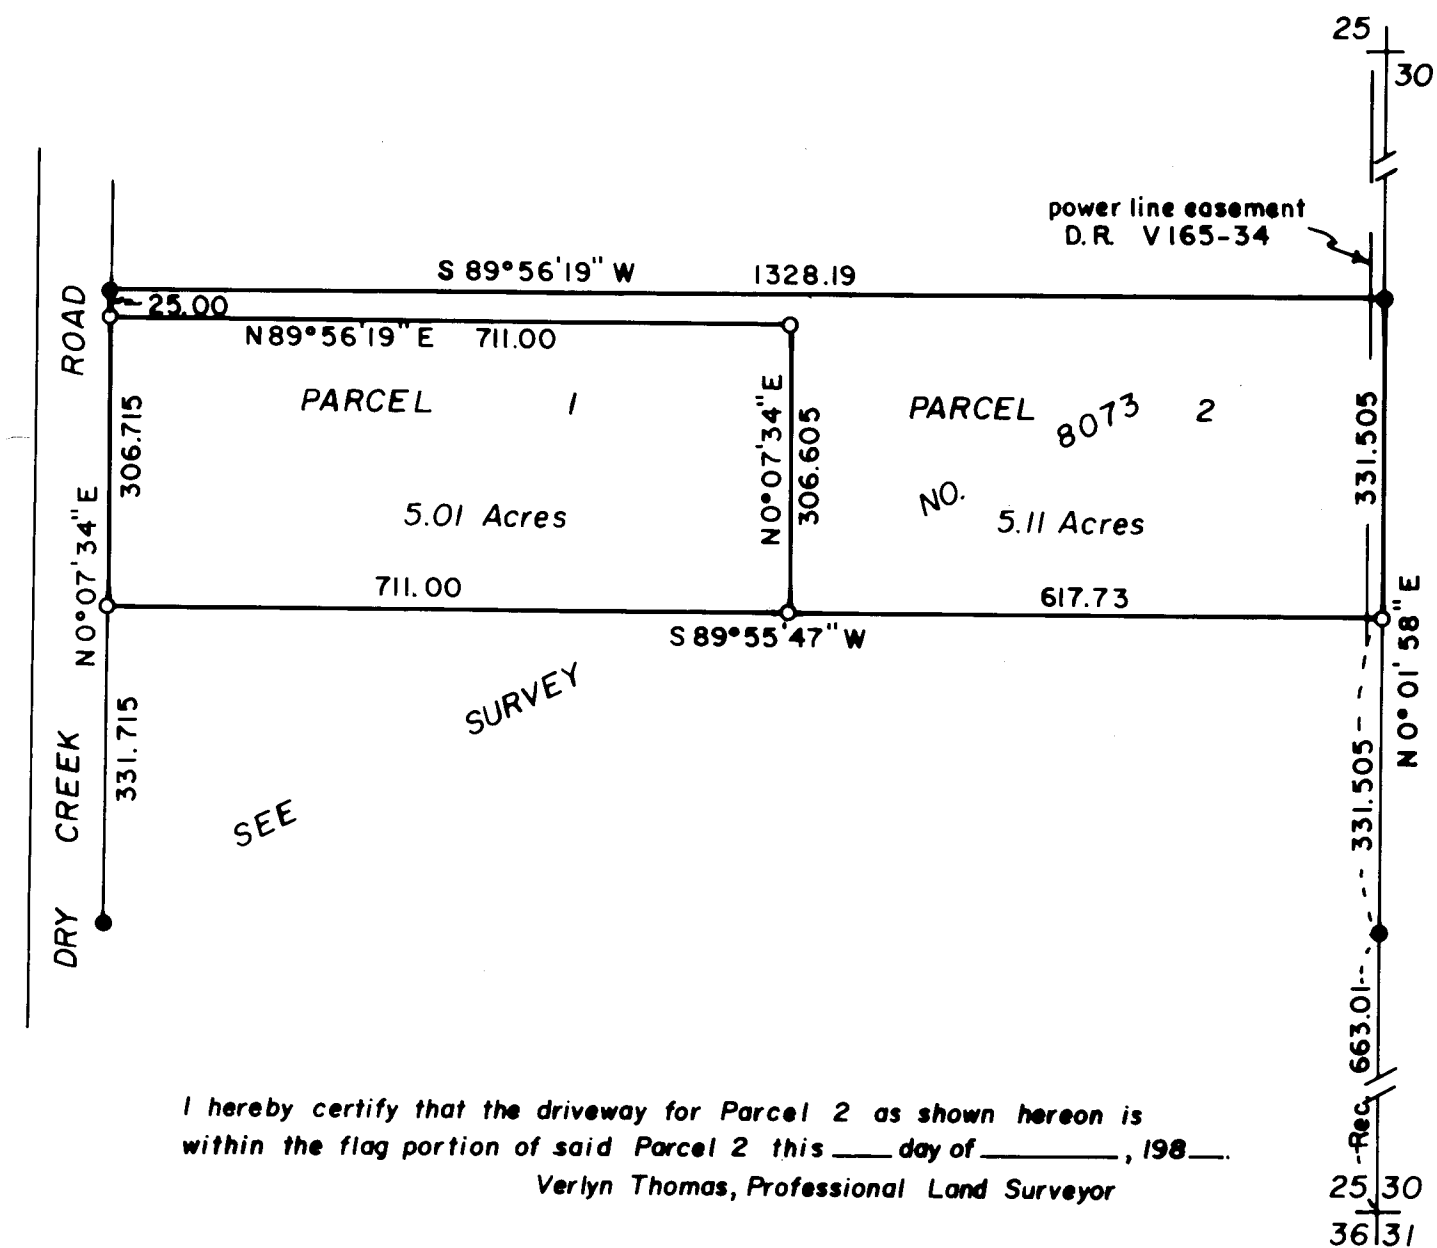 25
30
power line easement
D.R. V165-34
S 89°56'19" W 1328.19
25.00
N89°56'19"E 711.00
ROAD
PARCEL 1
PARCEL 2
NO. 8073
306.715
N0°07'34"E
306.605
331.505
N0°07'34"E
5.01 Acres
5.11 Acres
711.00
617.73
S89°55'47"W
N0°01'58"E
SEE SURVEY
331.715
331.505
DRY CREEK
663.01
Rec.
I hereby certify that the driveway for Parcel 2 as shown hereon is
within the flag portion of said Parcel 2 this ____ day of ________, 198__.
Verlyn Thomas, Professional Land Surveyor
25 30
36 31